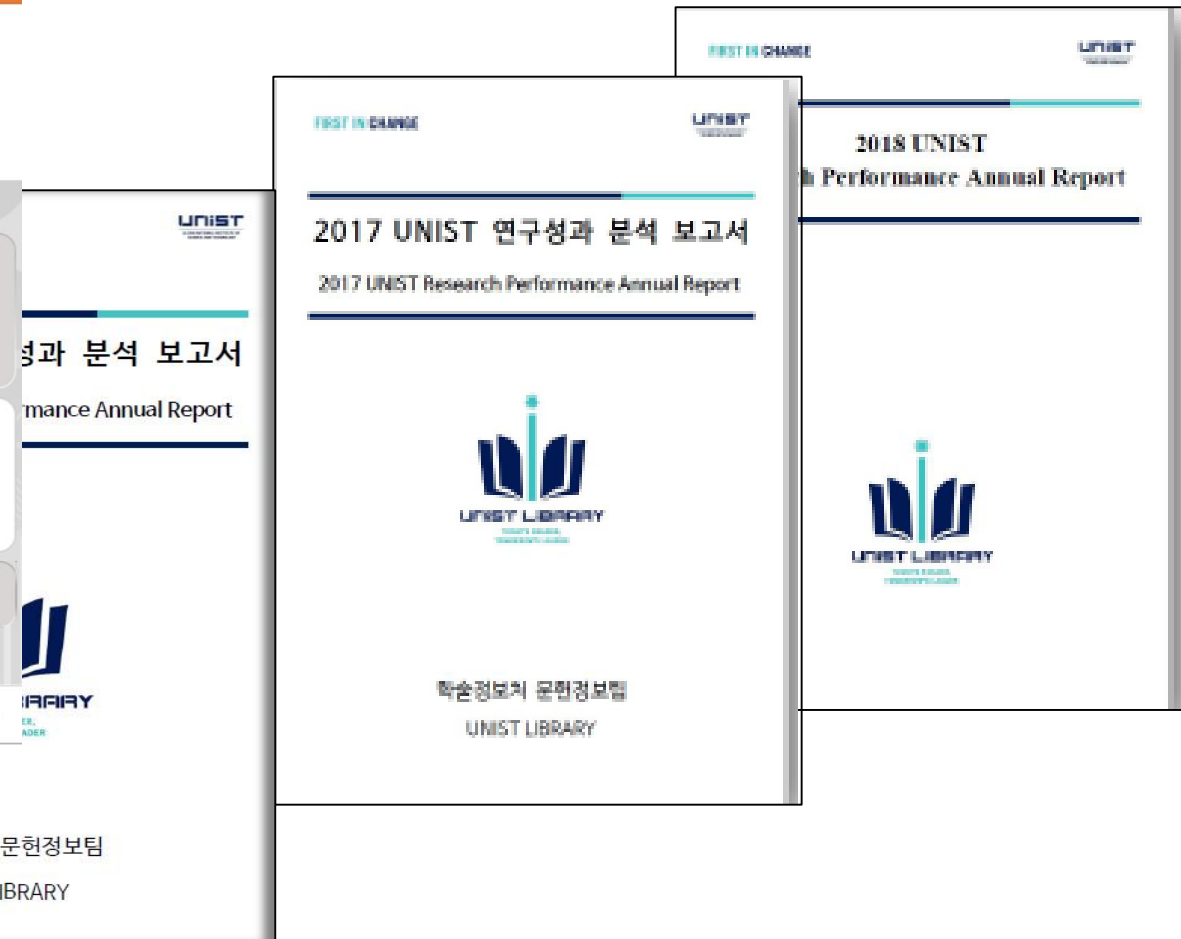 UNIST
성과 분석 보고서
mance Annual Report
문헌정보팀
FIRST IN CHANGE
UNIST
2017 UNIST 연구성과 분석 보고서
2017 UNIST Research Performance Annual Report
UNIST LIBRARY
학술정보처 문헌정보팀
UNIST LIBRARY
FIRST IN CHANGE
UNIST
2018 UNIST
h Performance Annual Report
UNIST LIBRARY